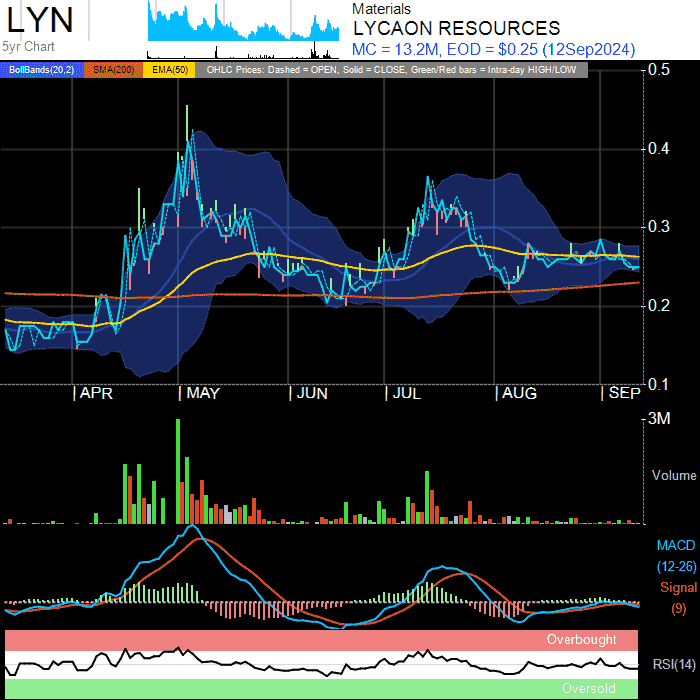 LYN
5yr Chart
Materials
LYCAON RESOURCES
MC = 13.2M, EOD = $0.25 (12Sep2024)
BollBands(20,2) SMA(200) EMA(50) OHLC Prices: Dashed = OPEN, Solid = CLOSE, Green/Red bars = Intra-day HIGH/LOW
0.5
0.4
0.3
0.2
0.1
APR MAY JUN JUL AUG SEP
3M
Volume
MACD
(12-26)
Signal
(9)
Overbought
RSI(14)
Oversold